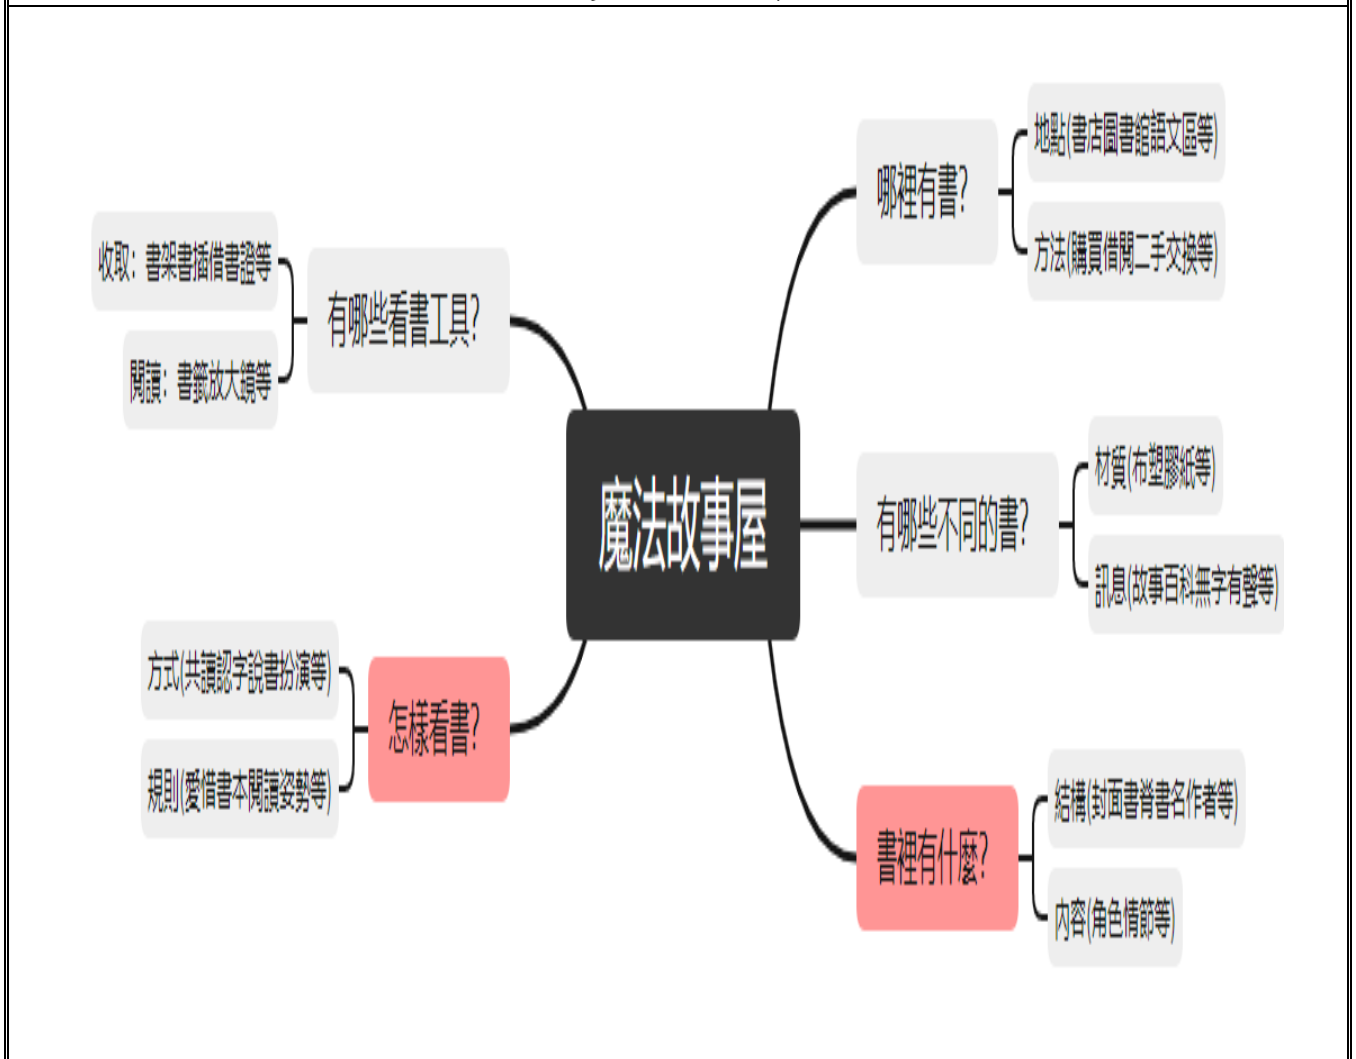 魔法故事屋
哪裡有書?
地點(書店圖書館語文區等)
方法(購買借閱二手交換等)
有哪些不同的書?
材質(布塑膠紙等)
訊息(故事百科無字有聲等)
書裡有什麼?
結構(封面書脊書名作者等)
內容(角色情節等)
有哪些看書工具?
收取：書架書插借書證等
閱讀：書籤放大鏡等
怎樣看書?
方式(共讀認字說書扮演等)
規則(愛惜書本閱讀姿勢等)